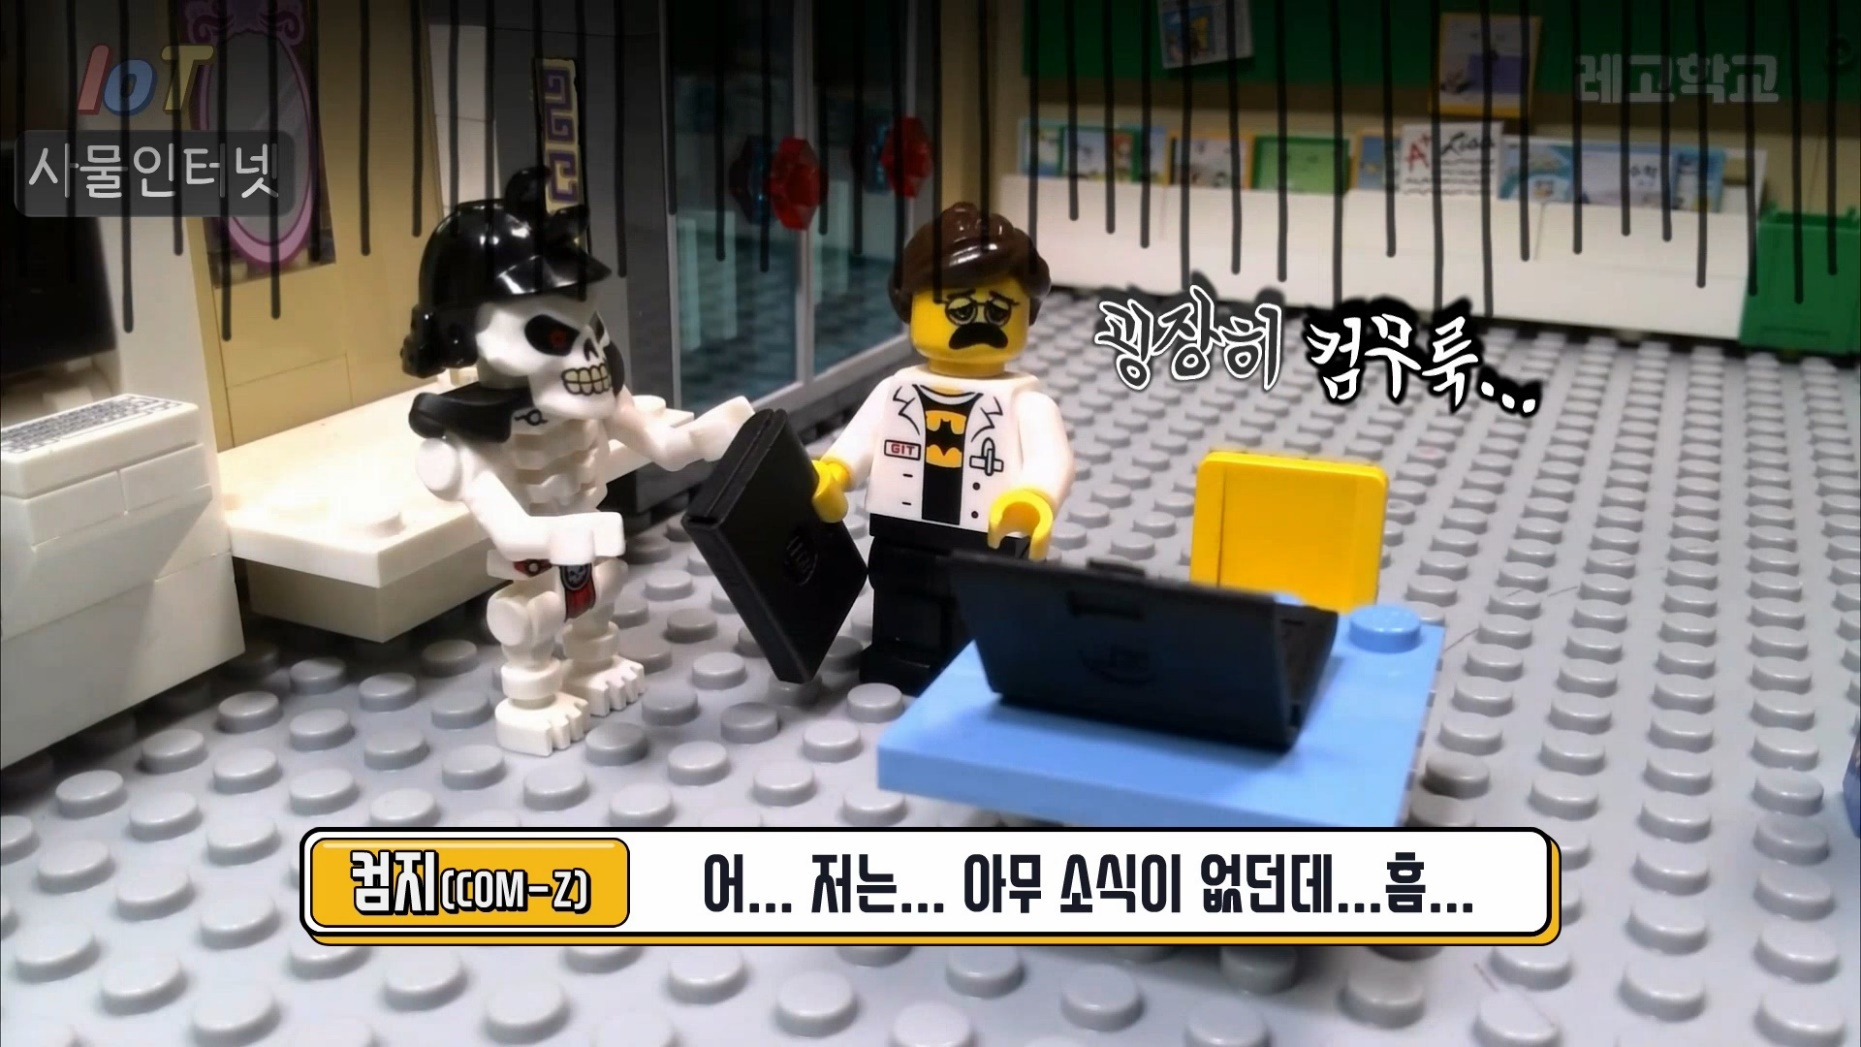 IoT
사물인터넷
레고학교
굉장히 컴무룩...
GIT
컴지(COM-Z)
어... 저는... 아무 소식이 없던데...흠...